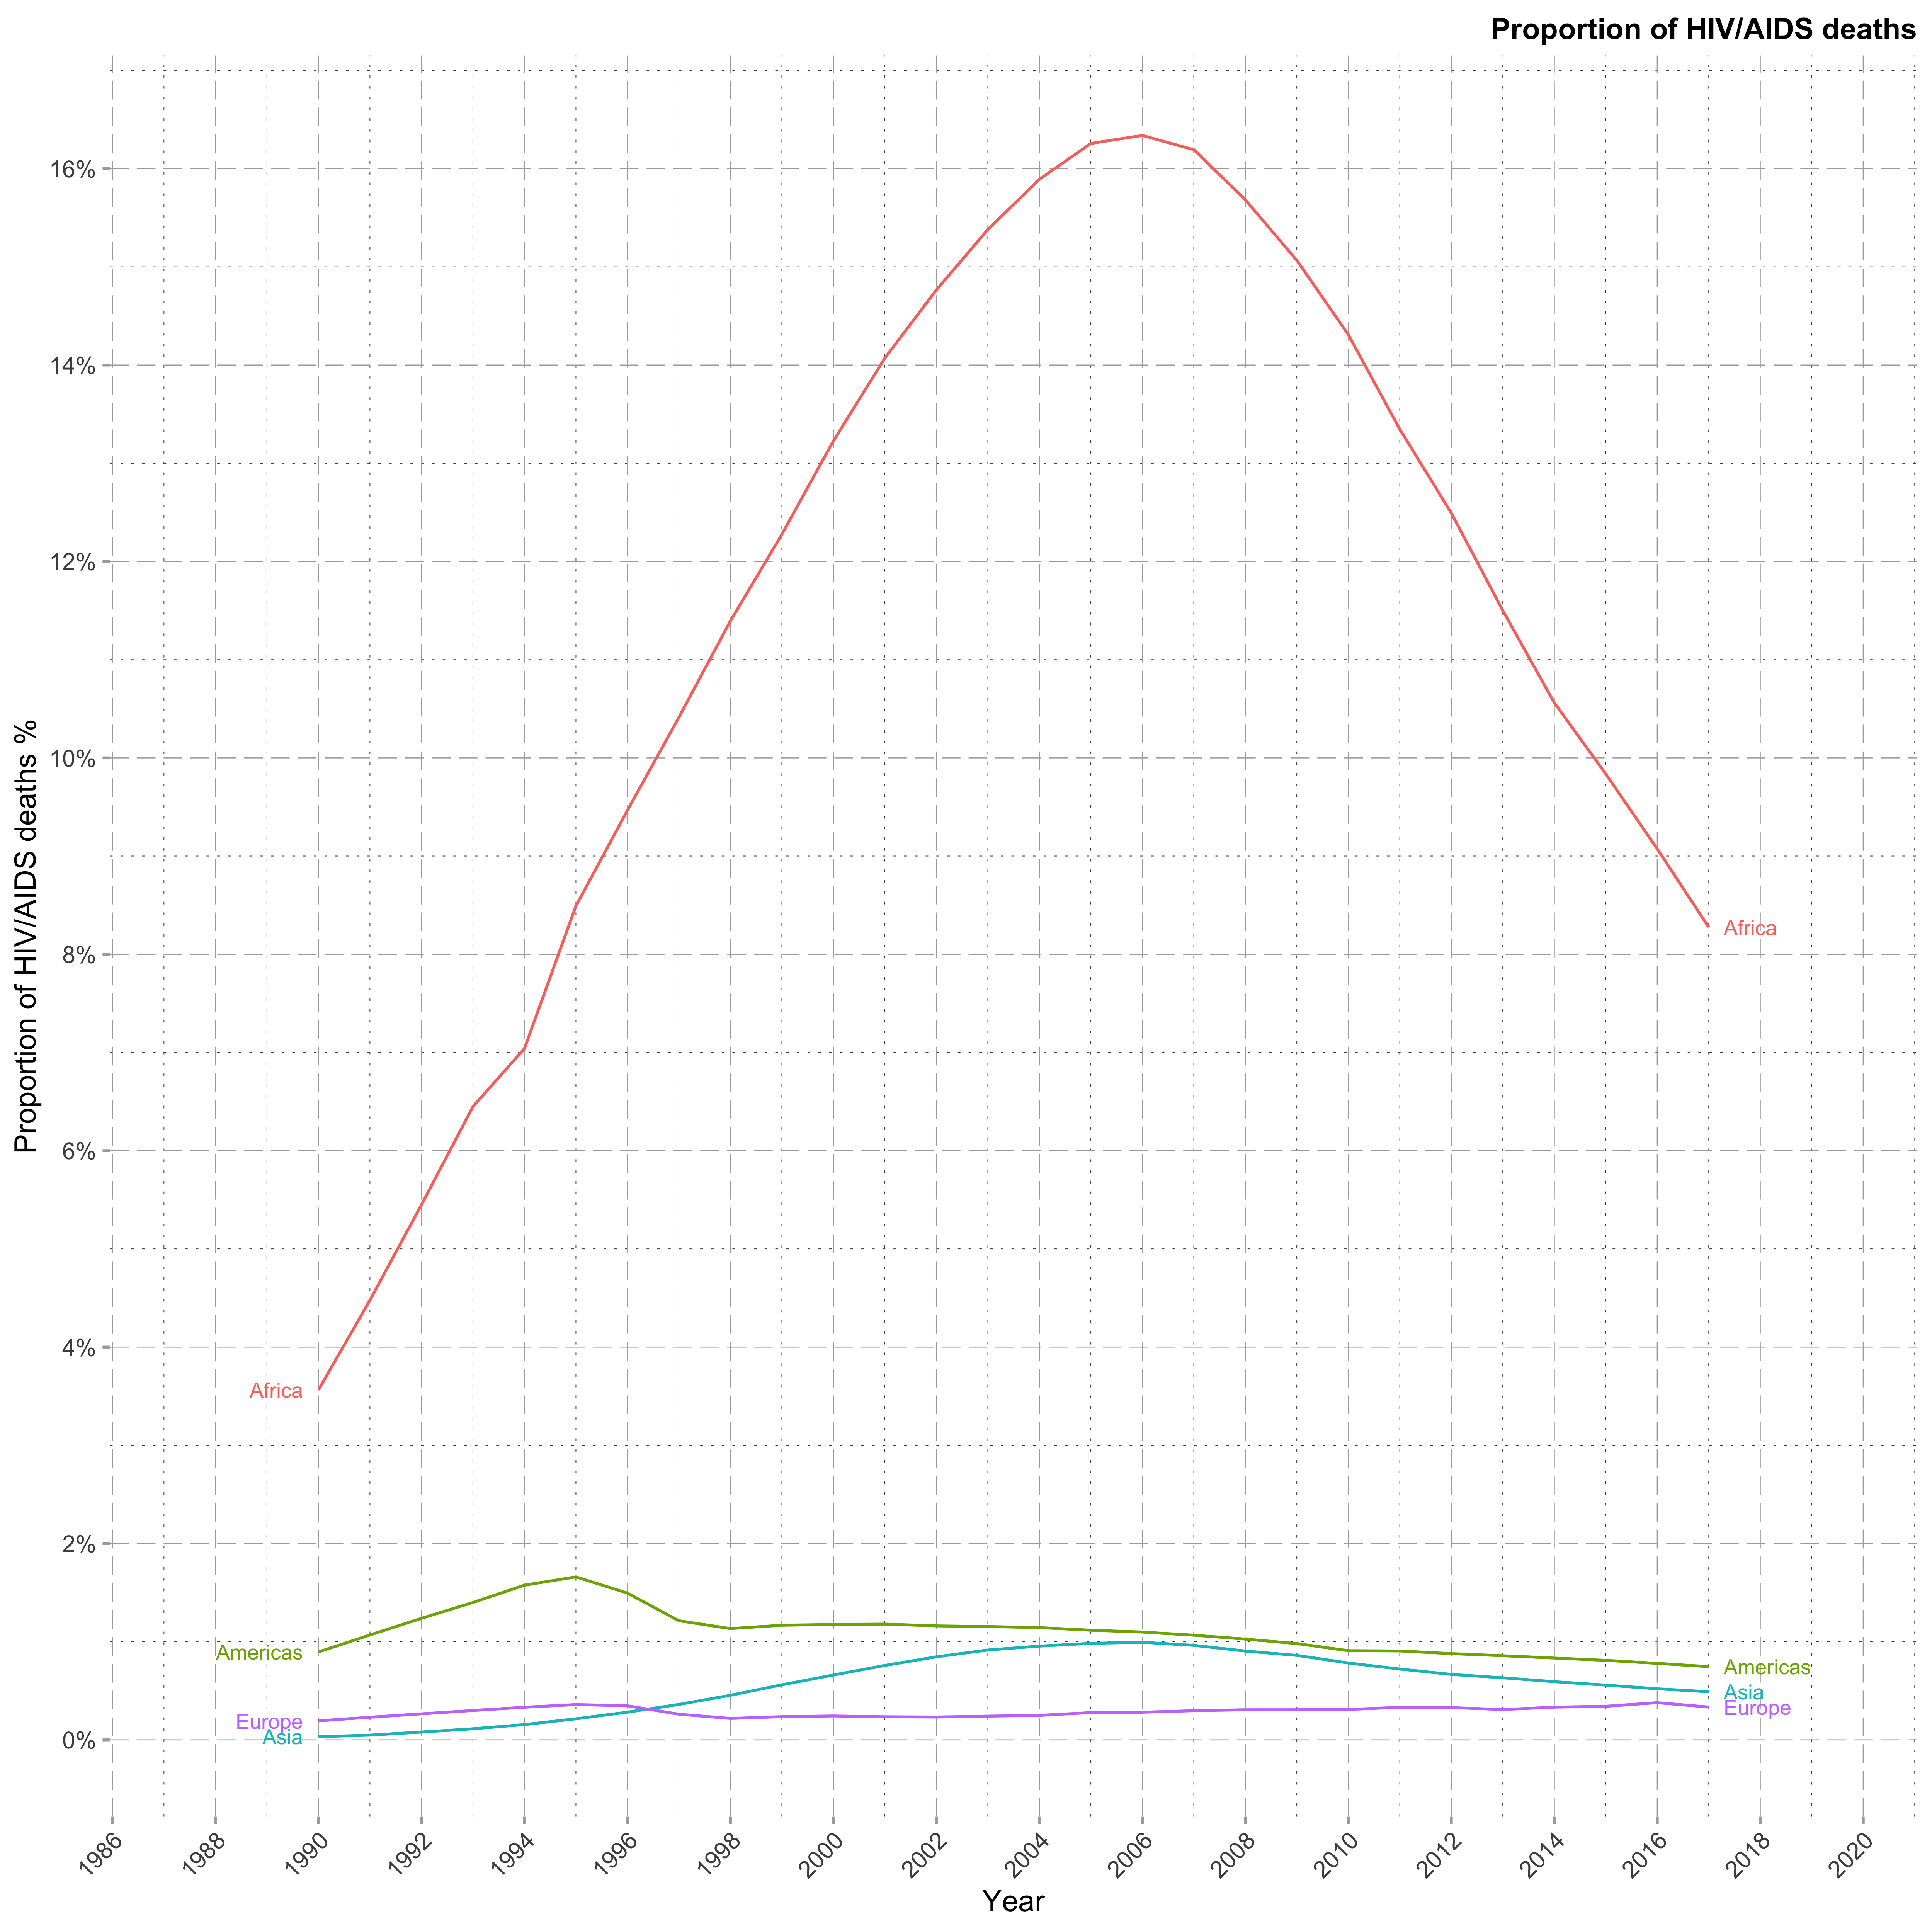 Proportion of HIV/AIDS deaths
Proportion of HIV/AIDS deaths %
16%
14%
12%
10%
8%
6%
4%
2%
0%
Africa
Africa
Americas
Americas
Europe
Asia
Asia
Europe
1986 1988 1990 1992 1994 1996 1998 2000 2002 2004 2006 2008 2010 2012 2014 2016 2018 2020
Year